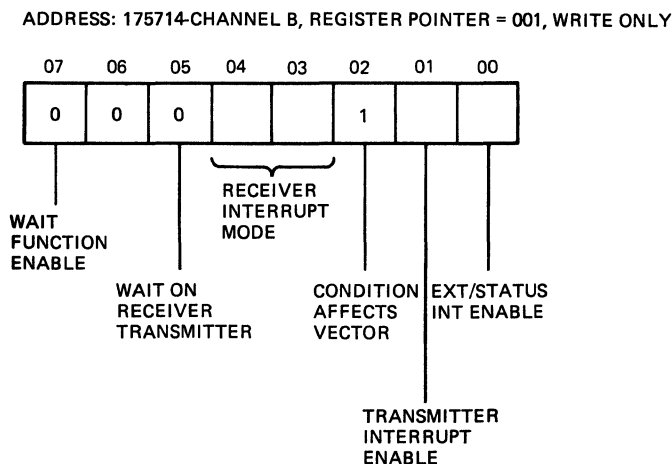 ADDRESS: 175714-CHANNEL B, REGISTER POINTER = 001, WRITE ONLY
07 06 05 04 03 02 01 00
0 0 0 1
RECEIVER
INTERRUPT
MODE
WAIT
FUNCTION
ENABLE
WAIT ON
RECEIVER
TRANSMITTER
CONDITION
AFFECTS
VECTOR
EXT/STATUS
INT ENABLE
TRANSMITTER
INTERRUPT
ENABLE